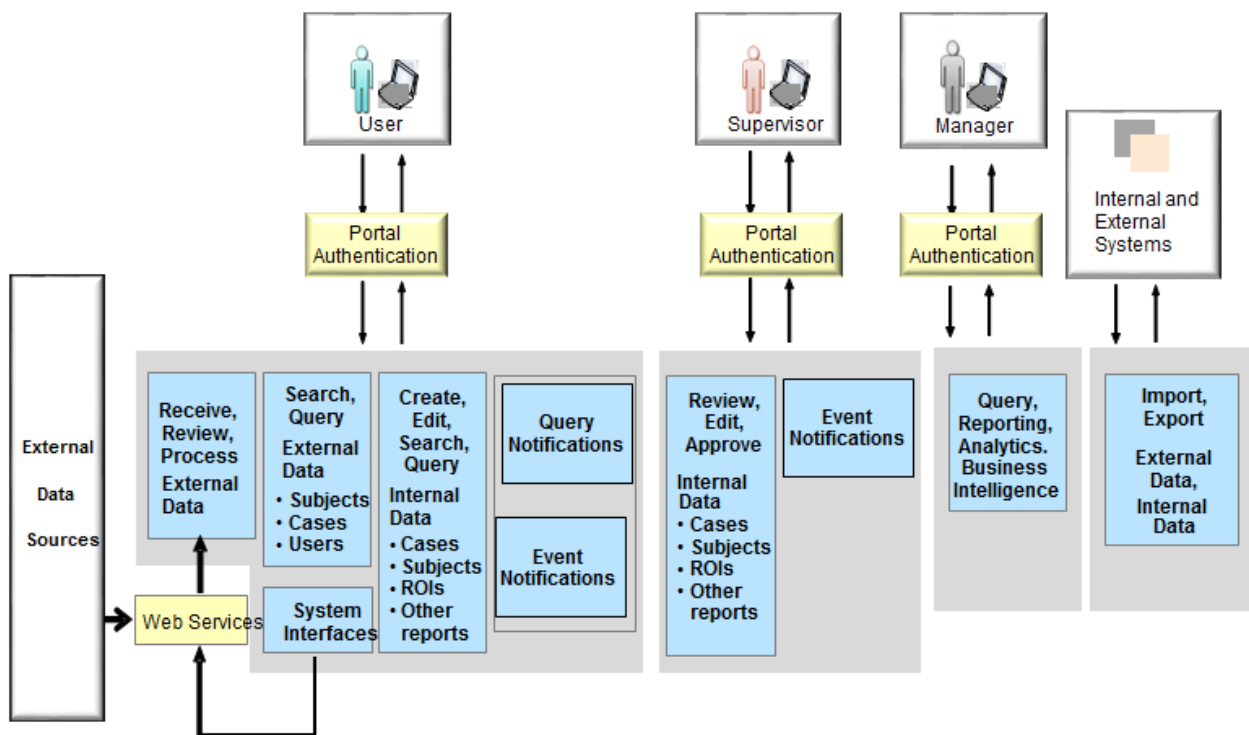 User
Supervisor
Manager
Internal and
External
Systems
Portal
Authentication
Portal
Authentication
Portal
Authentication
External
Data
Sources
Receive,
Review,
Process
External
Data
Search,
Query
External
Data
• Subjects
• Cases
• Users
Create,
Edit,
Search,
Query
Internal
Data
• Cases
• Subjects
• ROIs
• Other
reports
Query
Notifications
Event
Notifications
Web Services
System
Interfaces
Review,
Edit,
Approve
Internal
Data
• Cases
• Subjects
• ROIs
• Other
reports
Event
Notifications
Query,
Reporting,
Analytics.
Business
Intelligence
Import,
Export
External
Data,
Internal
Data